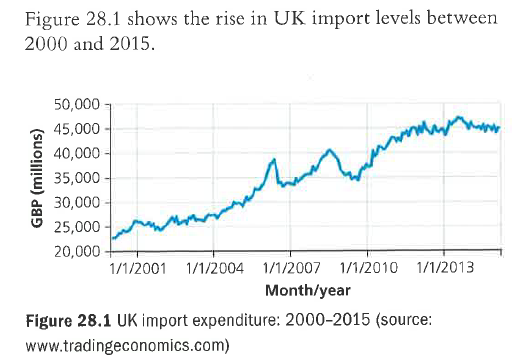 Figure 28.1 shows the rise in UK import levels between
2000 and 2015.
50,000
45,000
40,000
35,000
30,000
25,000
20,000
GBP (millions)
1/1/2001 1/1/2004 1/1/2007 1/1/2010 1/1/2013
Month/year
Figure 28.1 UK import expenditure: 2000–2015 (source:
www.tradingeconomics.com)